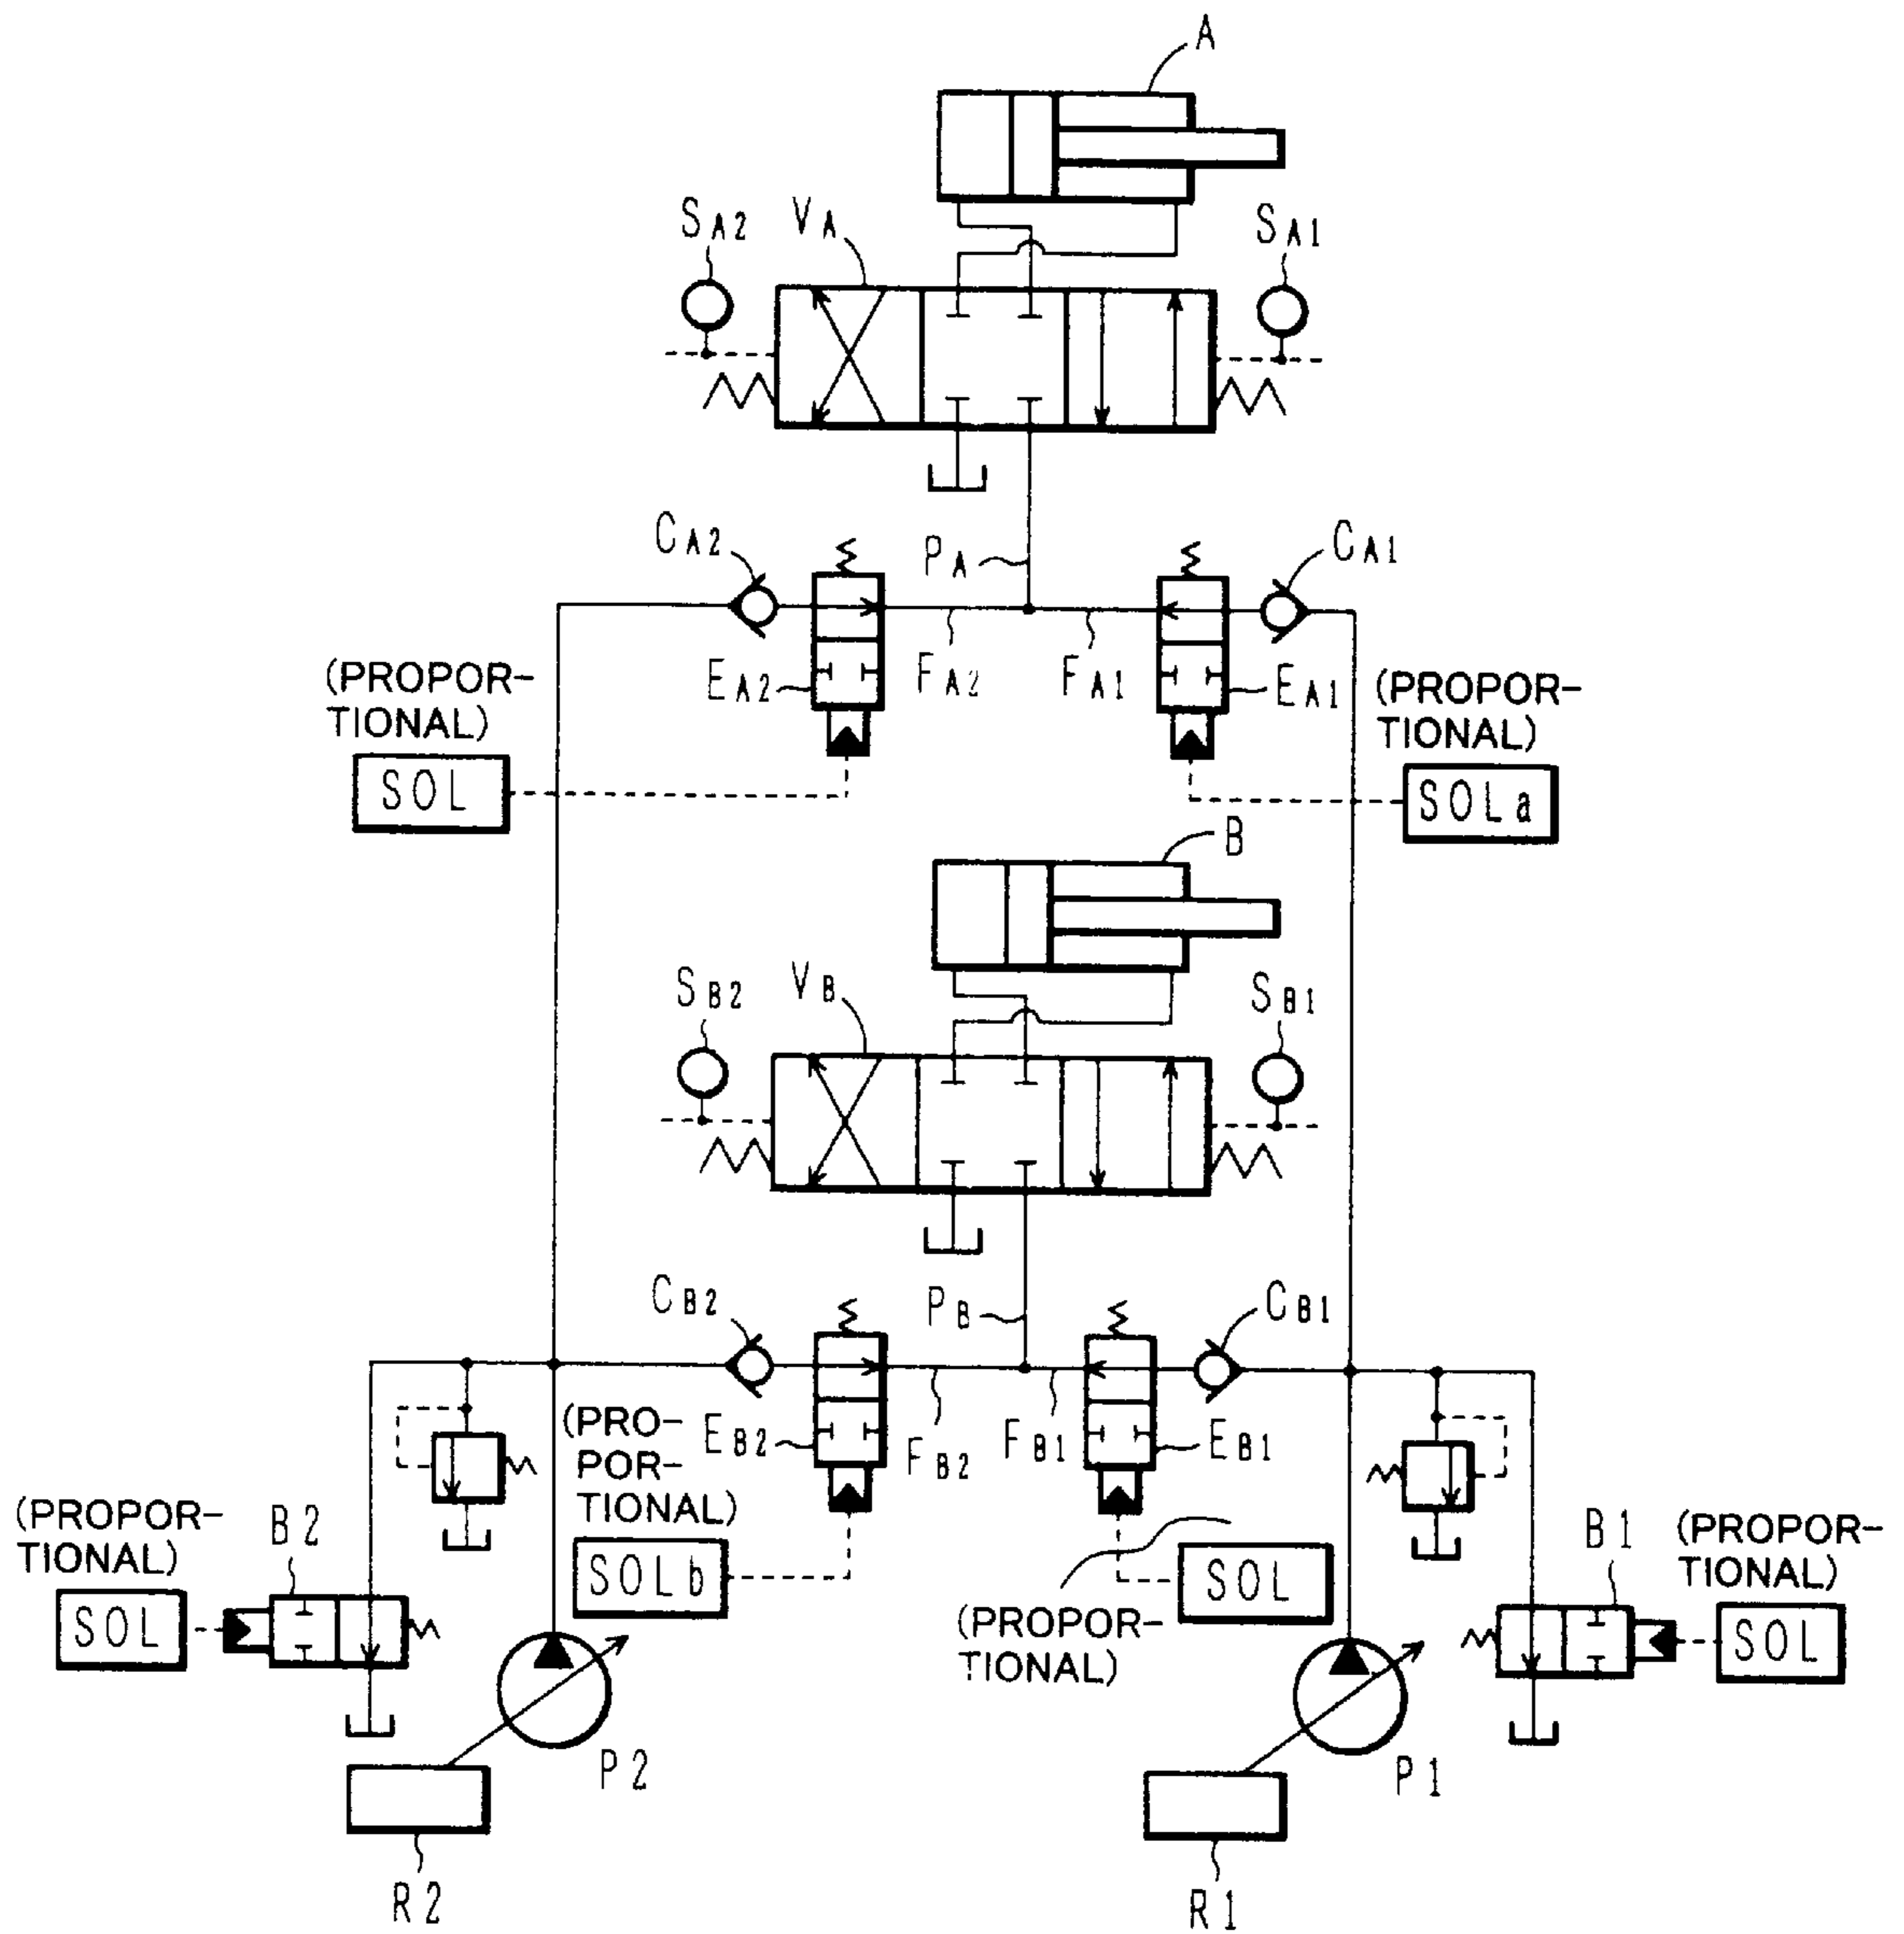 A
SA2
VA
SA1
CA2
PA
CA1
(PROPOR-
TIONAL)
EA2
FA2
FA1
EA1
(PROPOR-
TIONAL)
SOL
SOLa
B
SB2
VB
SB1
CB2
PB
CB1
(PRO-
POR-
TIONAL)
EB2
FB2
FB1
EB1
(PROPOR-
TIONAL)
B2
SOLb
SOL
B1
(PROPOR-
TIONAL)
SOL
(PROPOR-
TIONAL)
SOL
P2
P1
R2
R1